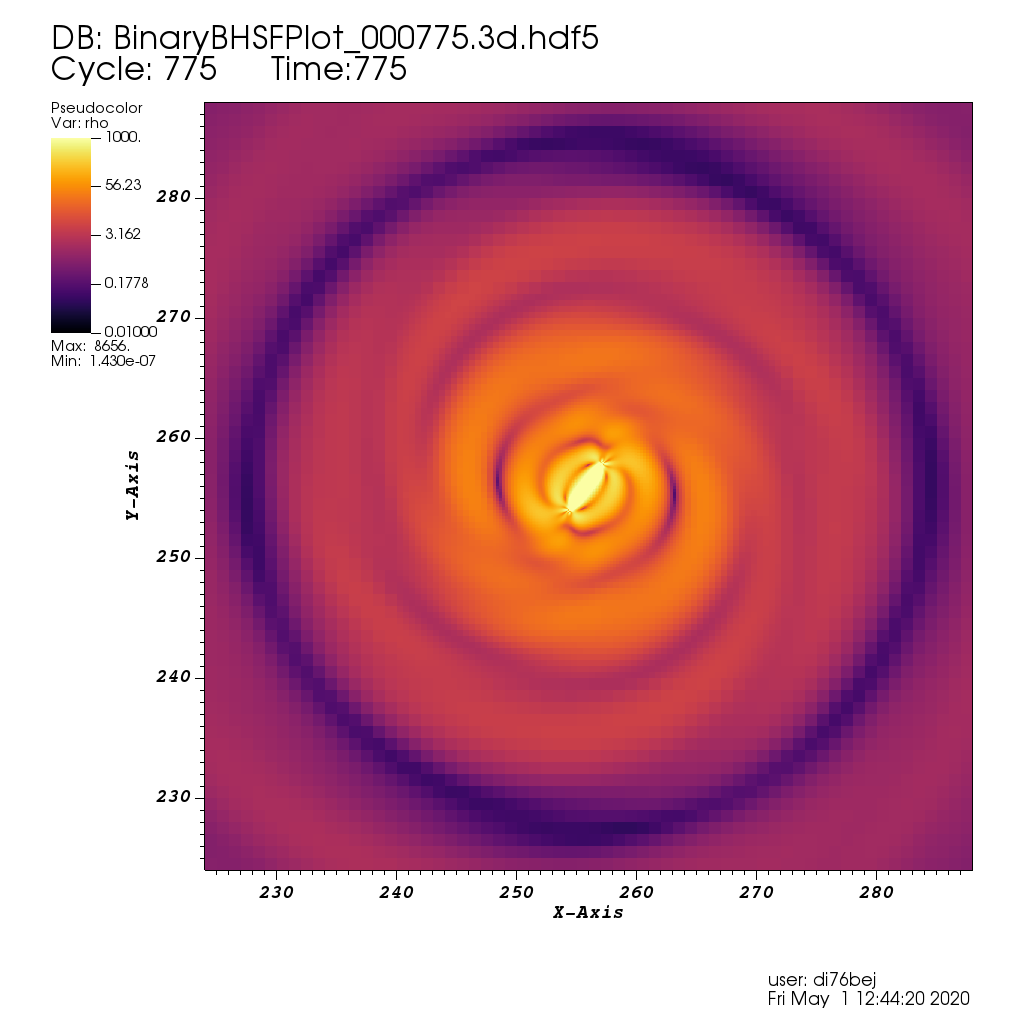 DB: BinaryBHSFPlot_000775.3d.hdf5
Cycle: 775 Time:775
Pseudocolor
Var: rho
1000.
56.23
3.162
0.1778
0.01000
Max: 8656.
Min: 1.430e-07
280
270
260
250
240
230
Y-Axis
230 240 250 260 270 280
X-Axis
user: di76bej
Fri May 1 12:44:20 2020